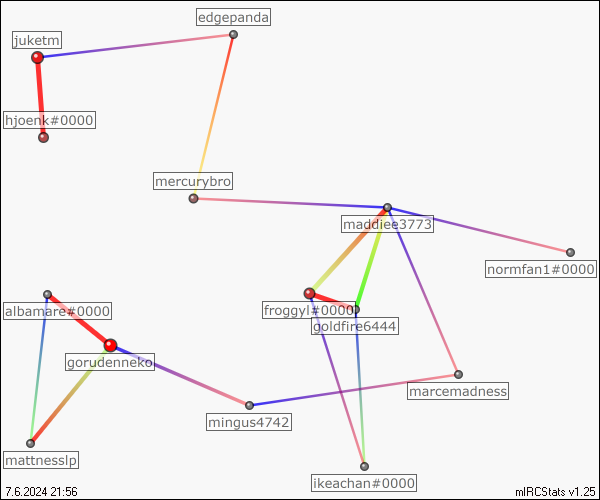 edgepanda
juketm
hjoenk#0000
mercurybro
maddiee3773
normfan1#0000
albamare#0000
froggyl#0000
goldfire6444
gorudenneko
marcemadness
mingus4742
mattnesslp
ikeachan#0000
7.6.2024 21:56
mIRCStats v1.25